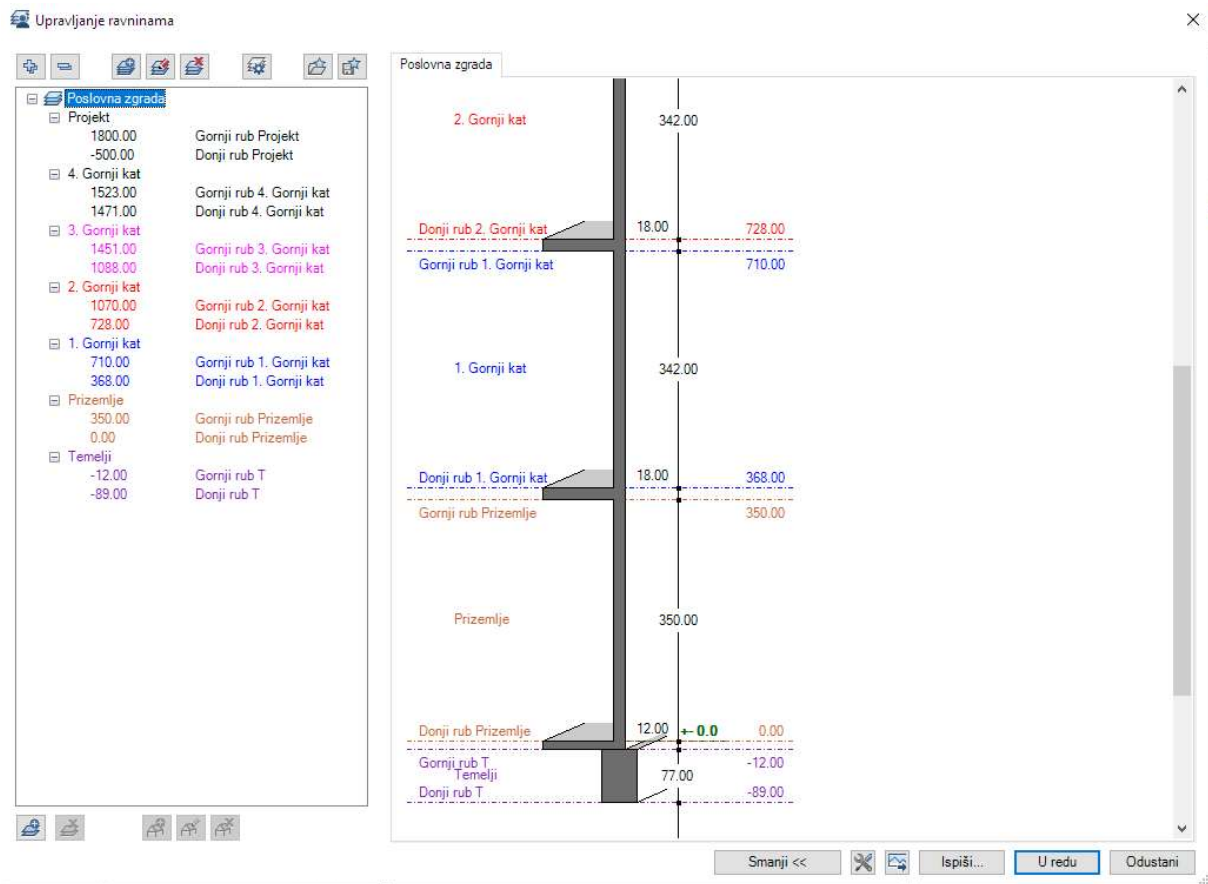 Upravljanje ravninama
Poslovna zgrada
Projekt
1800.00 Gornji rub Projekt
-500.00 Donji rub Projekt
4. Gornji kat
1523.00 Gornji rub 4. Gornji kat
1471.00 Donji rub 4. Gornji kat
3. Gornji kat
1451.00 Gornji rub 3. Gornji kat
1088.00 Donji rub 3. Gornji kat
2. Gornji kat
1070.00 Gornji rub 2. Gornji kat
728.00 Donji rub 2. Gornji kat
1. Gornji kat
710.00 Gornji rub 1. Gornji kat
368.00 Donji rub 1. Gornji kat
Prizemlje
350.00 Gornji rub Prizemlje
0.00 Donji rub Prizemlje
Temelji
-12.00 Gornji rub T
-89.00 Donji rub T
Poslovna zgrada
2. Gornji kat 342.00
Donji rub 2. Gornji kat 18.00 728.00
Gornji rub 1. Gornji kat 710.00
1. Gornji kat 342.00
Donji rub 1. Gornji kat 18.00 368.00
Gornji rub Prizemlje 350.00
Prizemlje 350.00
Donji rub Prizemlje 12.00 +- 0.0 0.00
Gornji rub T -12.00
Temelji 77.00
Donji rub T -89.00
Smanji << Ispiši... U redu Odustani